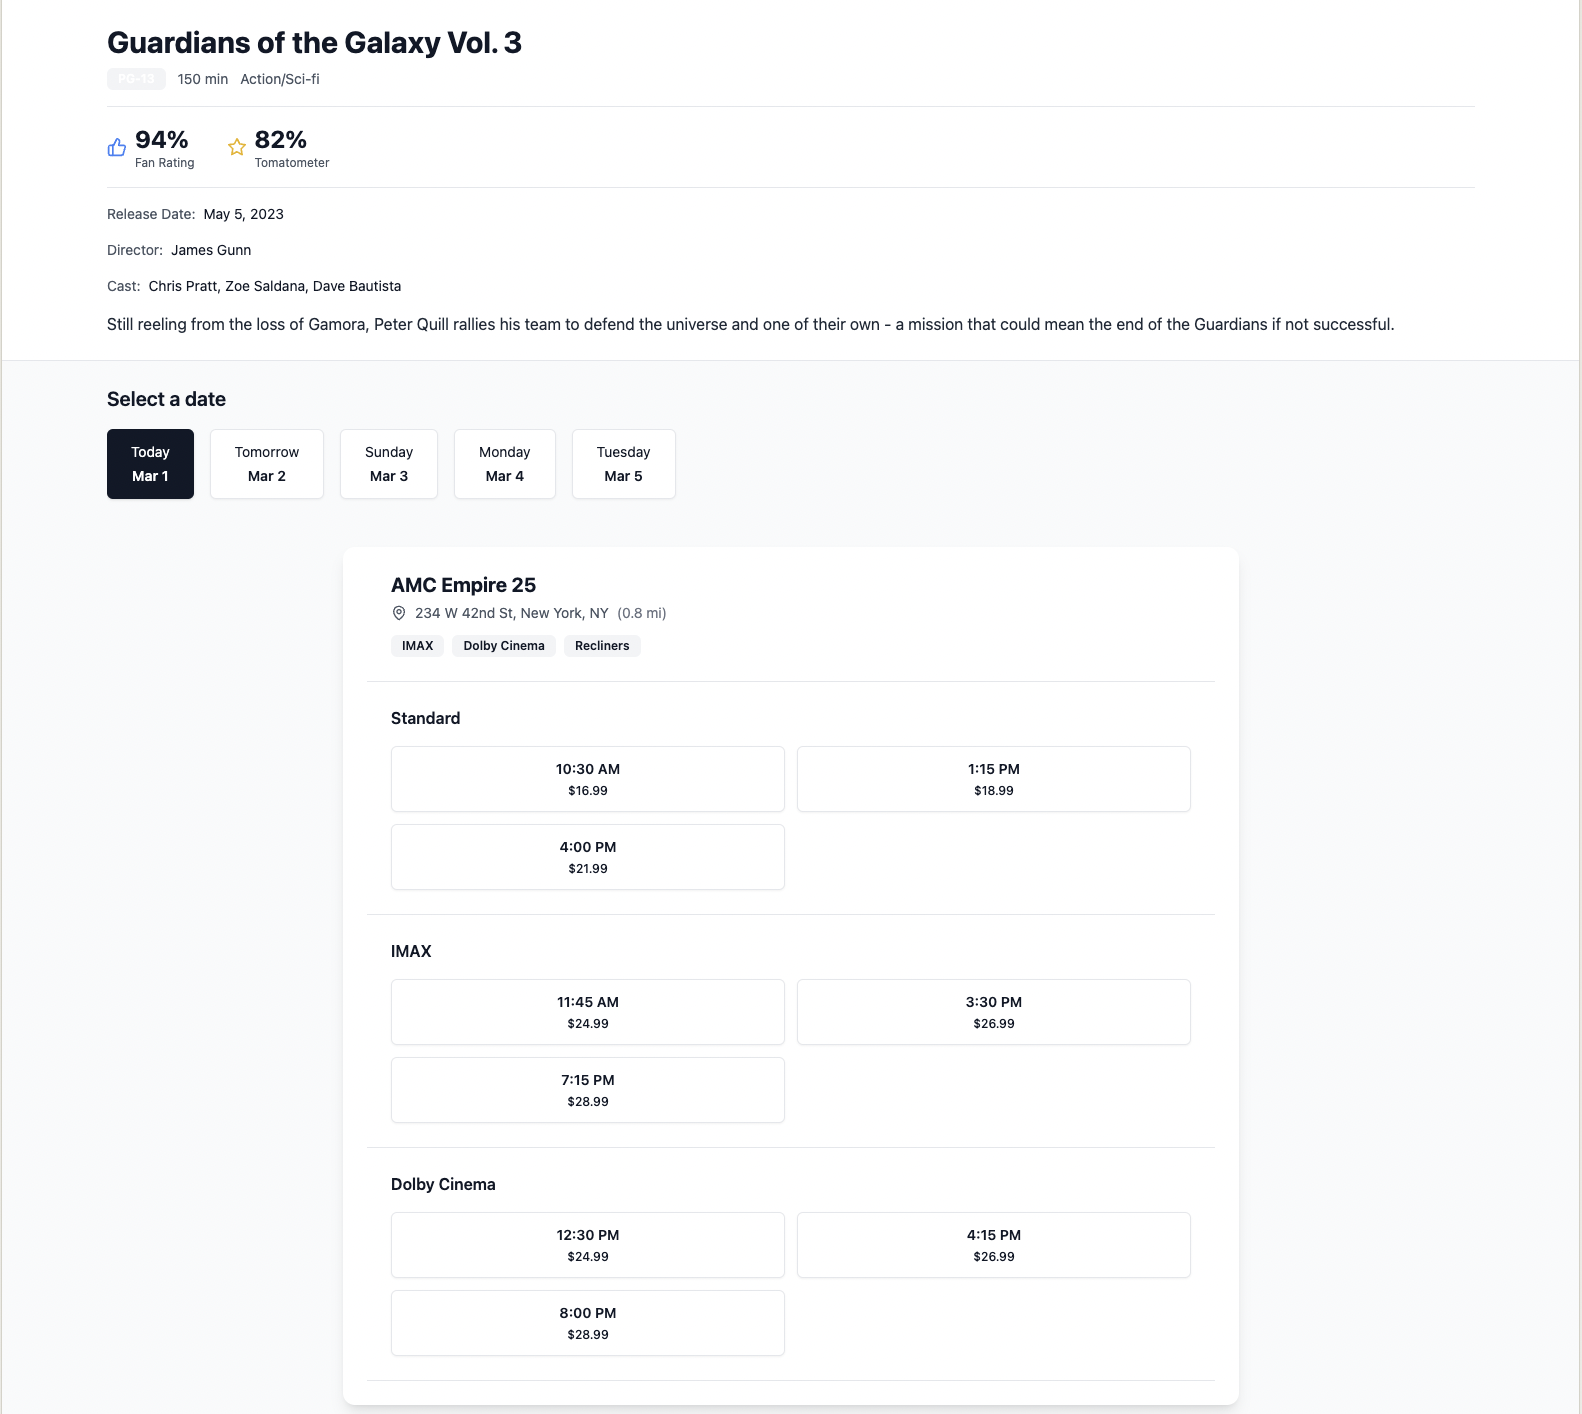 Guardians of the Galaxy Vol. 3
PG-13 150 min Action/Sci-fi
94%
Fan Rating
82%
Tomatometer
Release Date: May 5, 2023
Director: James Gunn
Cast: Chris Pratt, Zoe Saldana, Dave Bautista
Still reeling from the loss of Gamora, Peter Quill rallies his team to defend the universe and one of their own - a mission that could mean the end of the Guardians if not successful.
Select a date
Today
Mar 1
Tomorrow
Mar 2
Sunday
Mar 3
Monday
Mar 4
Tuesday
Mar 5
AMC Empire 25
234 W 42nd St, New York, NY (0.8 mi)
IMAX Dolby Cinema Recliners
Standard
10:30 AM
$16.99
1:15 PM
$18.99
4:00 PM
$21.99
IMAX
11:45 AM
$24.99
3:30 PM
$26.99
7:15 PM
$28.99
Dolby Cinema
12:30 PM
$24.99
4:15 PM
$26.99
8:00 PM
$28.99